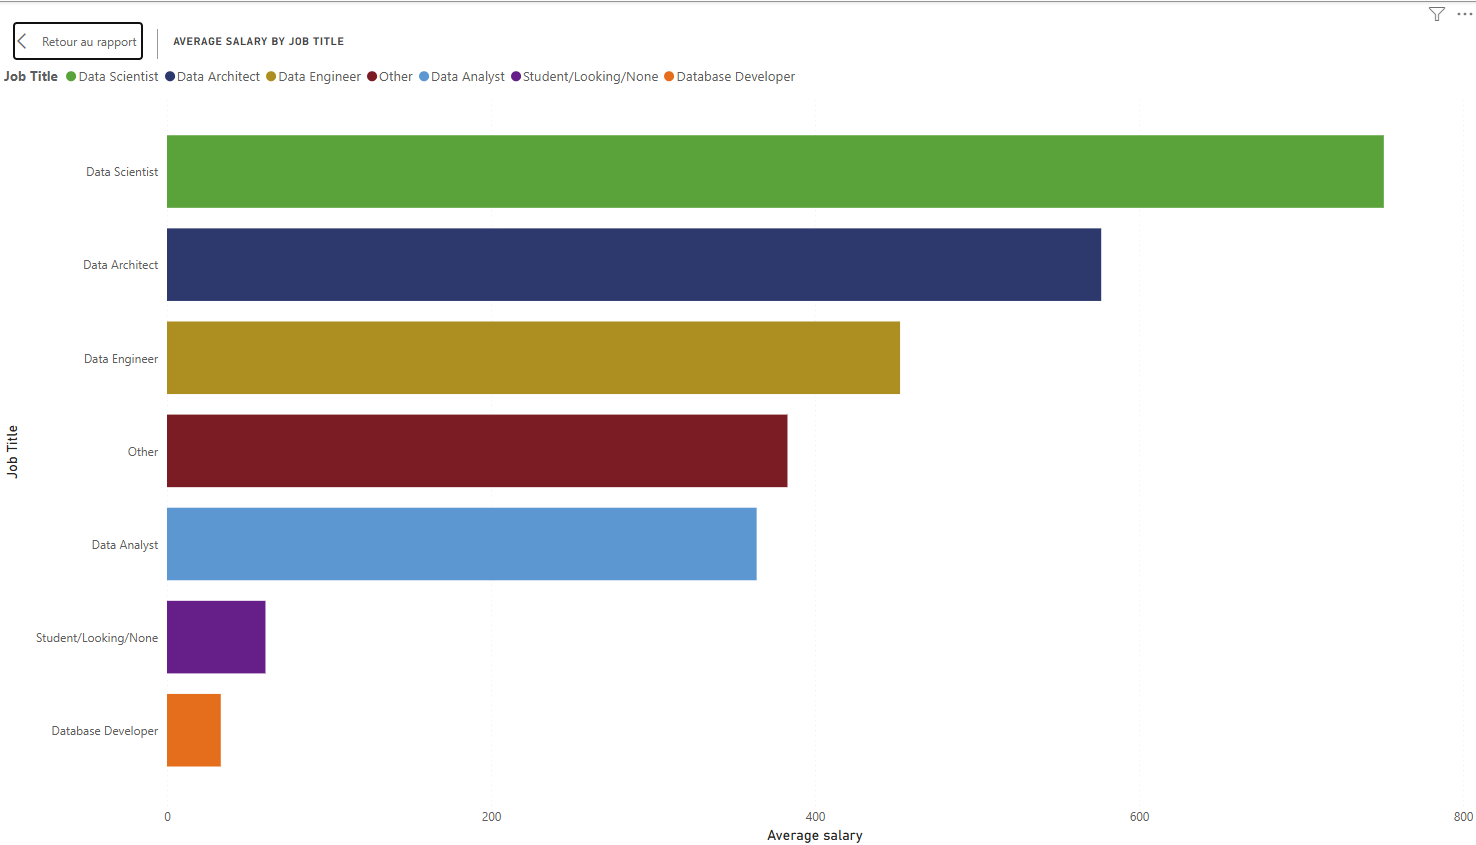 Retour au rapport
AVERAGE SALARY BY JOB TITLE
Job Title Data Scientist Data Architect Data Engineer Other Data Analyst Student/Looking/None Database Developer
Data Scientist
Data Architect
Data Engineer
Other
Data Analyst
Student/Looking/None
Database Developer
Job Title
0 200 400 600 800
Average salary